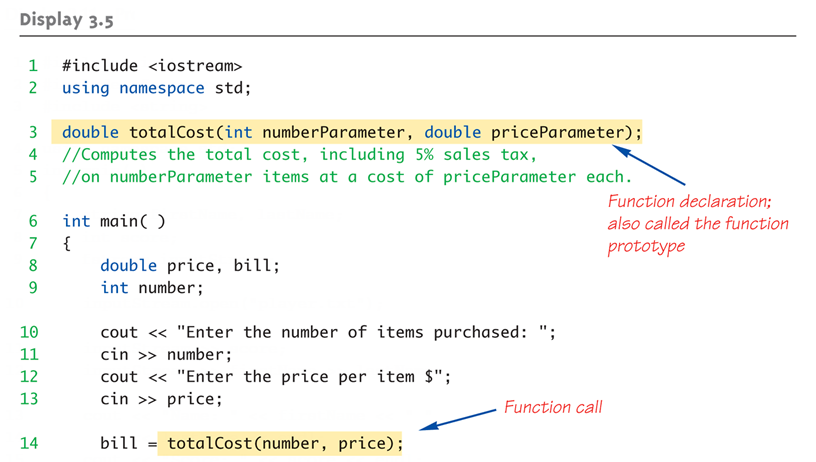 Display 3.5
1 #include <iostream>
2 using namespace std;
3 double totalCost(int numberParameter, double priceParameter);
4 //Computes the total cost, including 5% sales tax,
5 //on numberParameter items at a cost of priceParameter each.
Function declaration;
also called the function
prototype
6 int main( )
7 {
8 double price, bill;
9 int number;
10 cout << "Enter the number of items purchased: ";
11 cin >> number;
12 cout << "Enter the price per item $";
13 cin >> price;
Function call
14 bill = totalCost(number, price);